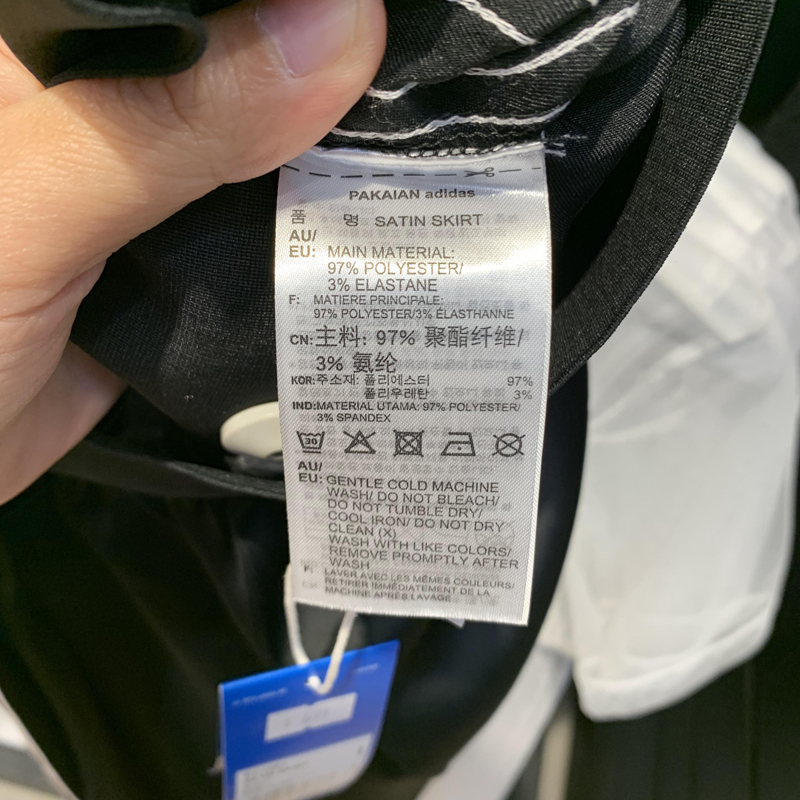 PAKAIAN adidas
품 명 SATIN SKIRT
AU/
EU: MAIN MATERIAL:
97% POLYESTER/
3% ELASTANE
F: MATIERE PRINCIPALE:
97% POLYESTER/3% ÉLASTHANNE
CN: 主料: 97% 聚酯纤维/
3% 氨纶
KOR: 주소재: 폴리에스터 97%
폴리우레탄 3%
IND: MATERIAL UTAMA: 97% POLYESTER/
3% SPANDEX
30
AU/
EU: GENTLE COLD MACHINE
WASH/ DO NOT BLEACH/
DO NOT TUMBLE DRY/
COOL IRON/ DO NOT DRY
CLEAN (X)
WASH WITH LIKE COLORS/
REMOVE PROMPTLY AFTER
WASH
F: LAVER AVEC LES MÊMES COULEURS/
RETIRER IMMÉDIATEMENT DE LA
MACHINE APRÈS LAVAGE